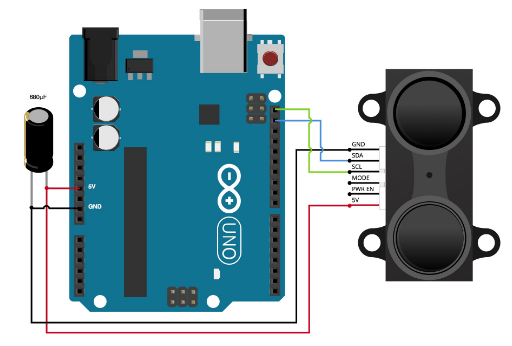 680µF
5V
GND
UNO
GND
SDA
SCL
MODE
PWR EN
5V